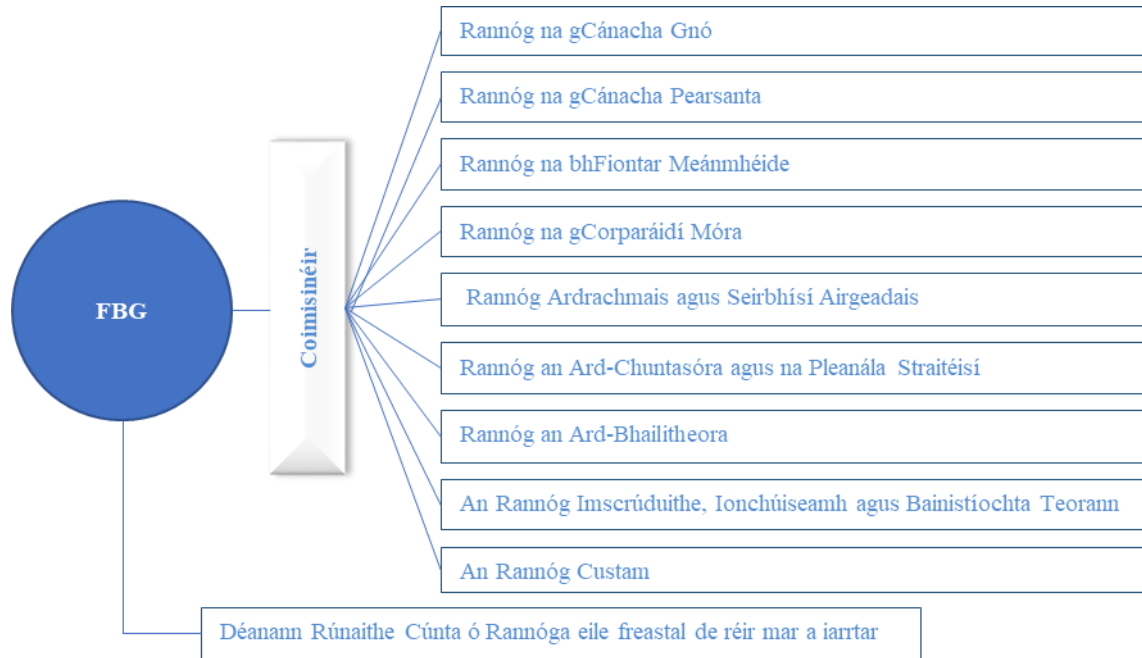 Rannóg na gCánacha Gnó
Rannóg na gCánacha Pearsanta
Rannóg na bhFiontar Meánmhéide
Rannóg na gCorparáidí Móra
Rannóg Ardrachmais agus Seirbhísí Airgeadais
Rannóg an Ard-Chuntasóra agus na Pleanála Straitéisí
Rannóg an Ard-Bhailitheora
An Rannóg Imscrúduithe, Ionchúiseamh agus Bainistíochta Teorann
An Rannóg Custam
FBG
Coimisinéir
Déanann Rúnaithe Cúnta ó Rannóga eile freastal de réir mar a iarrtar